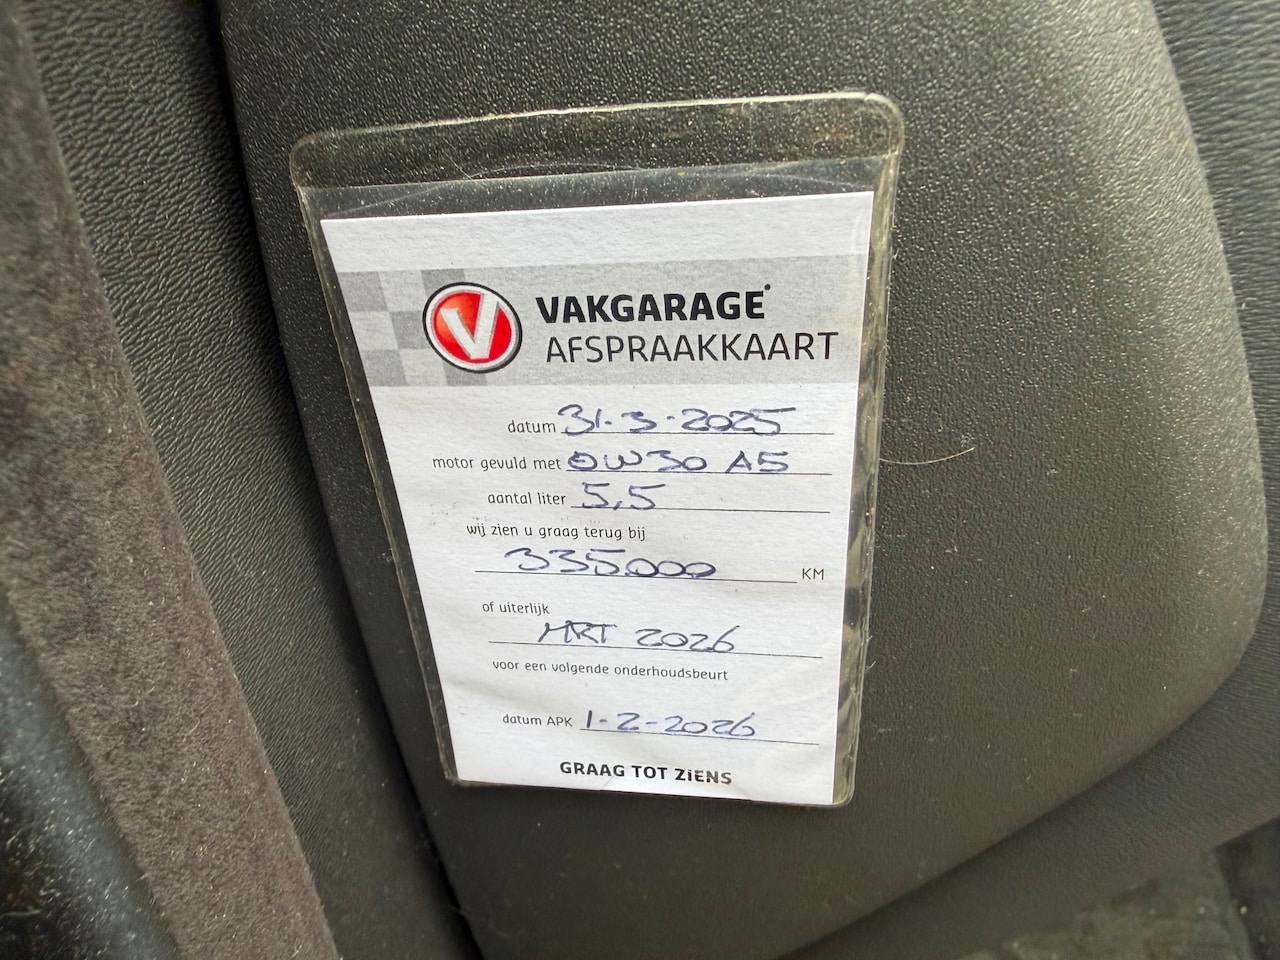 V
VAKGARAGE
AFSPRAAKKAART
datum 31-3-2025
motor gevuld met 0W30 A5
aantal liter 5,5
wij zien u graag terug bij
335.000 KM
of uiterlijk
MRT 2026
voor een volgende onderhoudsbeurt
datum APK 1-2-2026
GRAAG TOT ZIENS